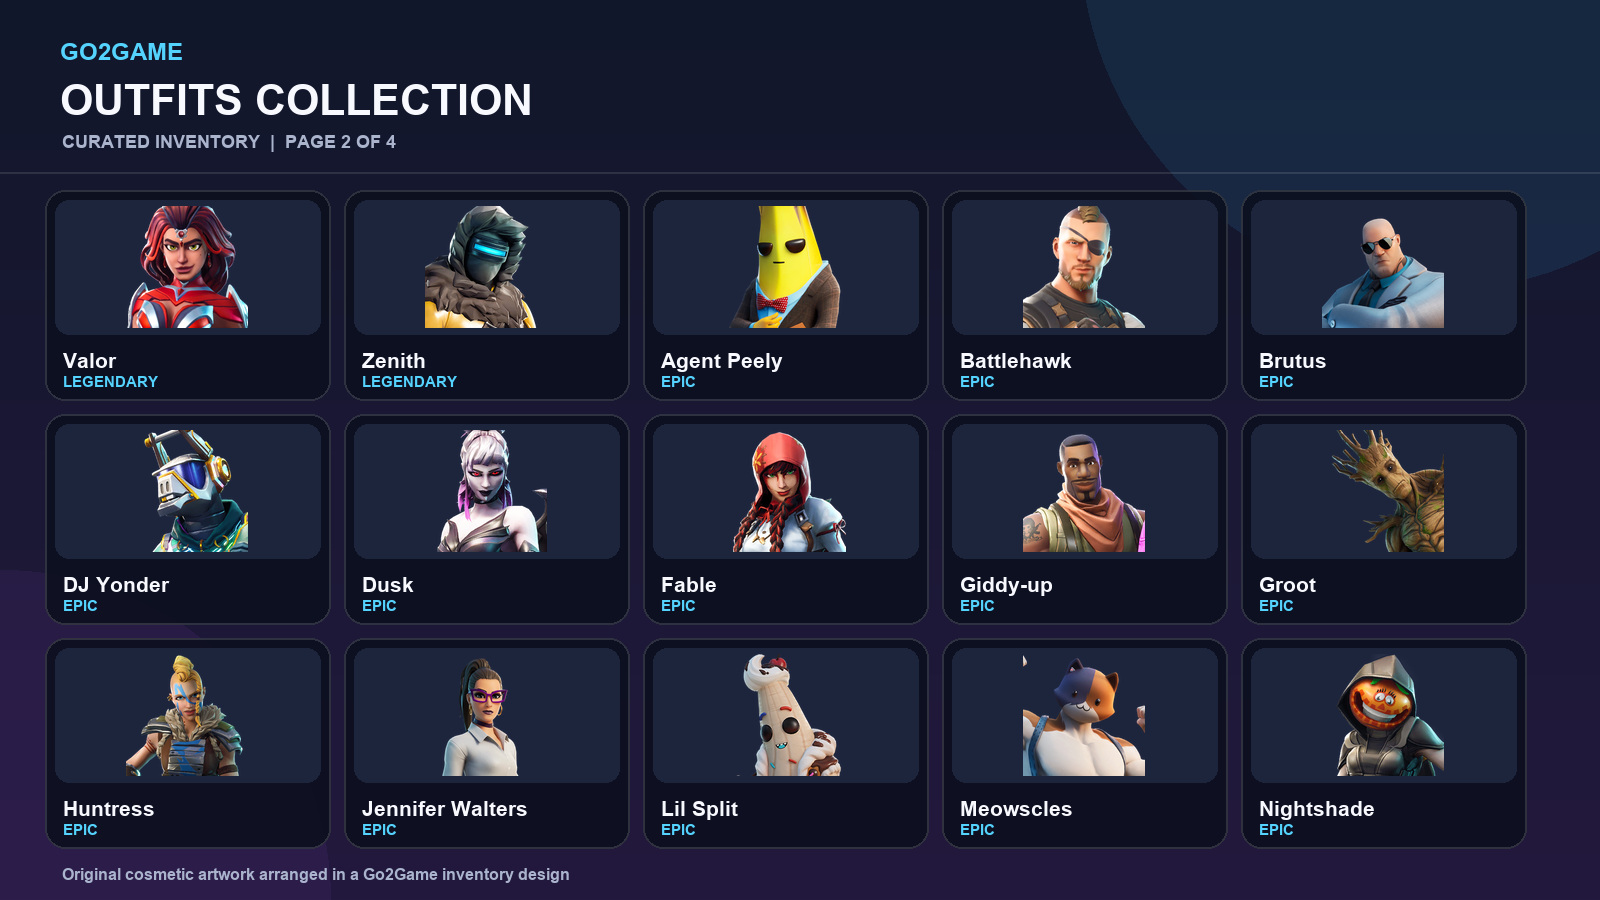 GO2GAME
OUTFITS COLLECTION
CURATED INVENTORY | PAGE 2 OF 4
Valor
LEGENDARY
Zenith
LEGENDARY
Agent Peely
EPIC
Battlehawk
EPIC
Brutus
EPIC
DJ Yonder
EPIC
Dusk
EPIC
Fable
EPIC
Giddy-up
EPIC
Groot
EPIC
Huntress
EPIC
Jennifer Walters
EPIC
Lil Split
EPIC
Meowscles
EPIC
Nightshade
EPIC
Original cosmetic artwork arranged in a Go2Game inventory design